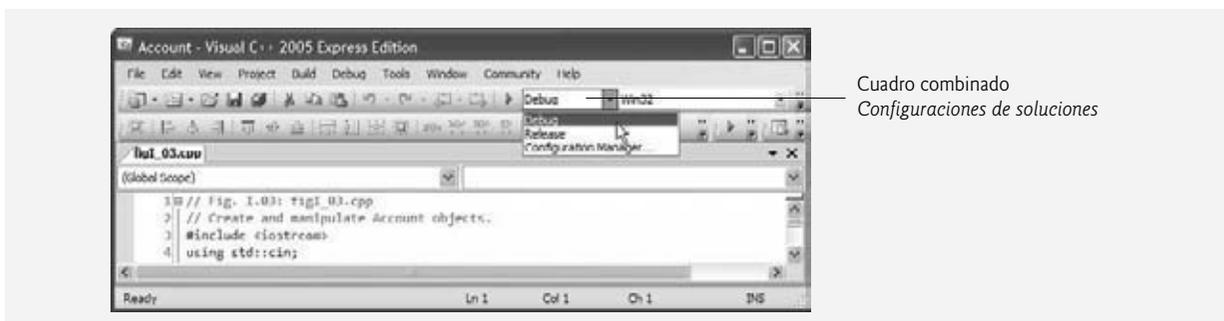 Account - Visual C++ 2005 Express Edition
File Edit View Project Build Debug Tools Window Community Help
Debug Win32
Debug
Release
Configuration Manager...
figI_03.cpp
(Global Scope)
1 // Fig. I.03: figI_03.cpp
2 // Create and manipulate Account objects.
3 #include <iostream>
4 using std::cin;
Ready Ln 1 Col 1 Ch 1 INS
Cuadro combinado
Configuraciones de soluciones